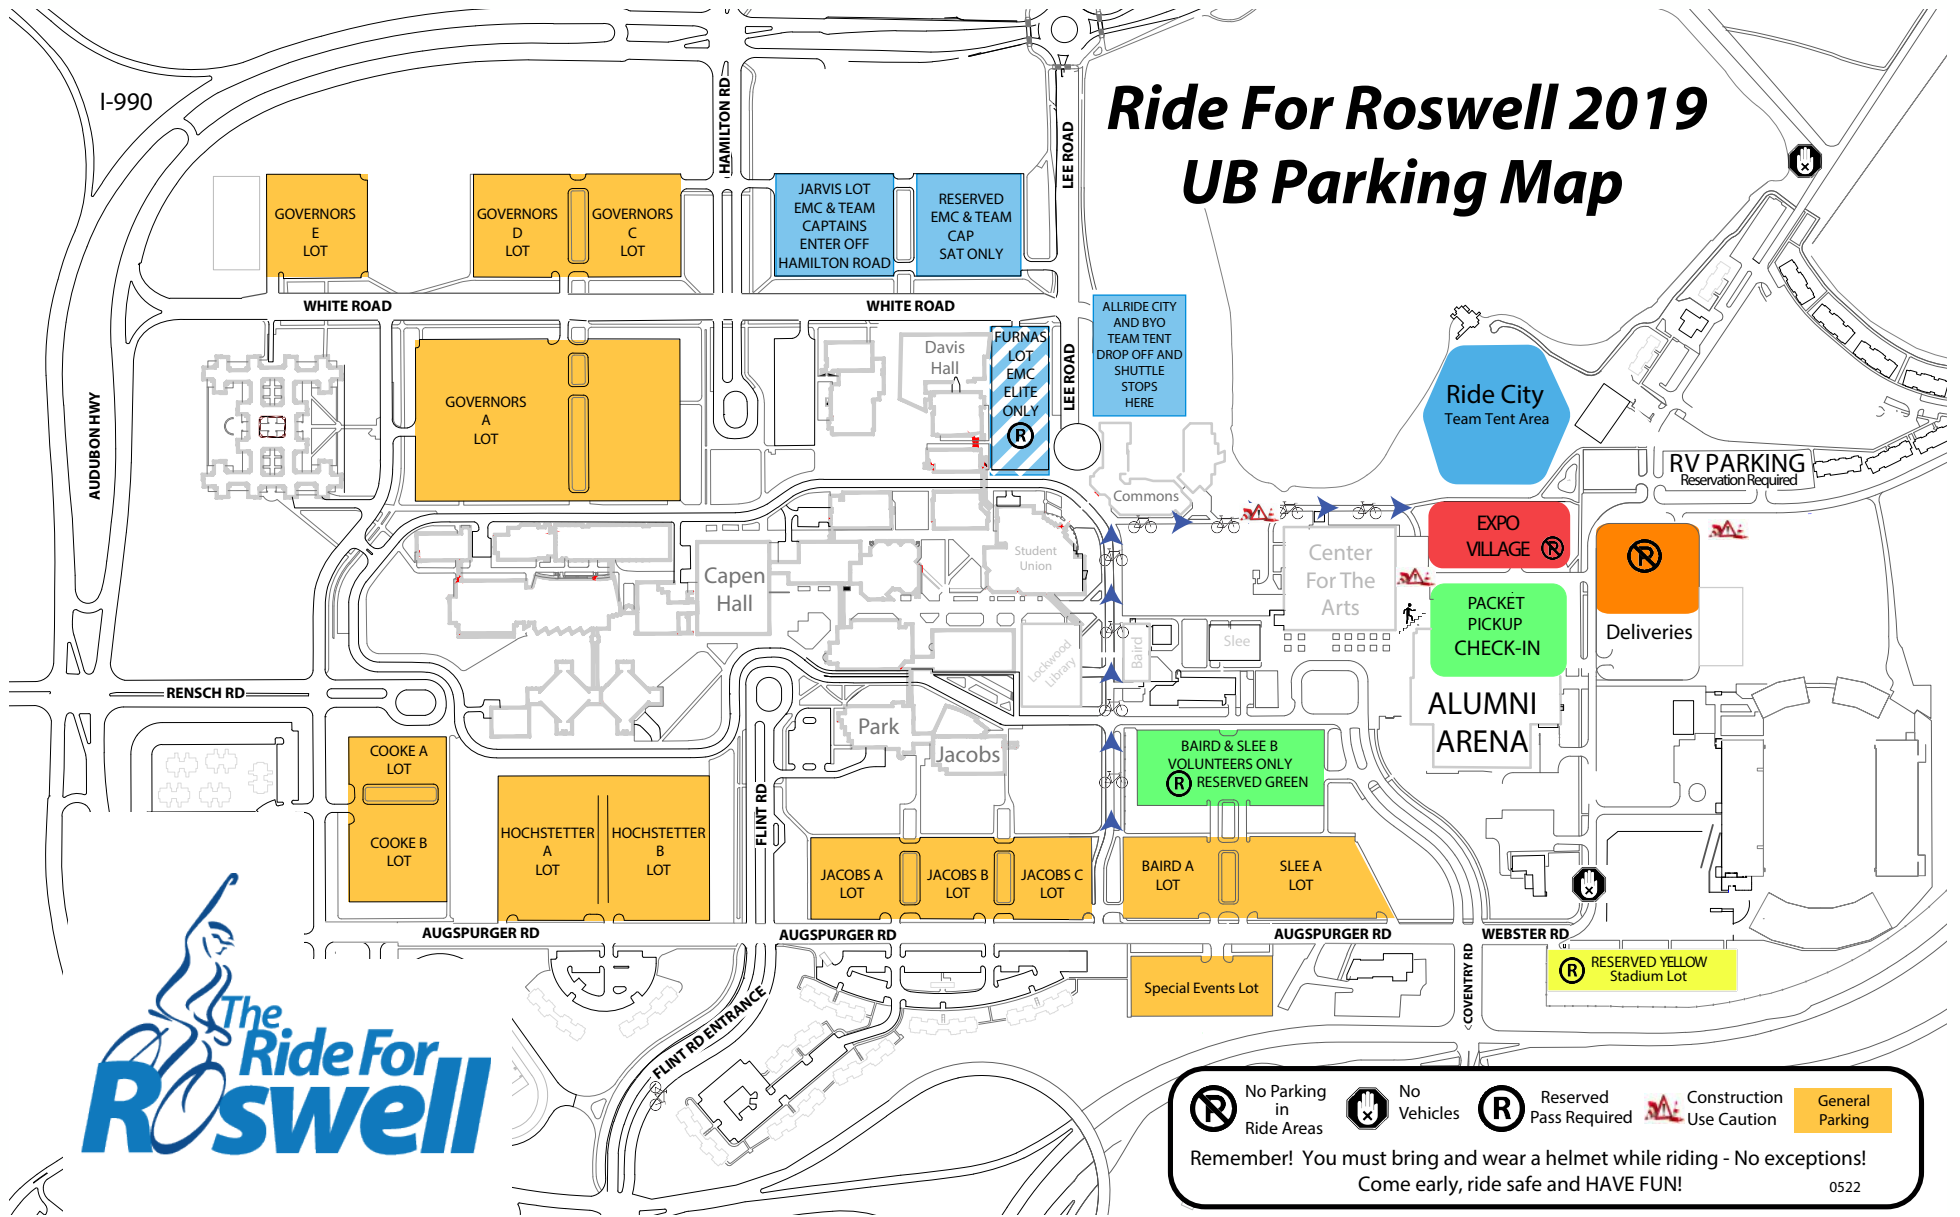 Ride For Roswell 2019
UB Parking Map
I-990
HAMILTON RD
LEE ROAD
GOVERNORS
E
LOT
GOVERNORS
D
LOT
GOVERNORS
C
LOT
JARVIS LOT
EMC & TEAM
CAPTAINS
ENTER OFF
HAMILTON ROAD
RESERVED
EMC & TEAM
CAP
SAT ONLY
WHITE ROAD
WHITE ROAD
ALLRIDE CITY
AND BYO
TEAM TENT
DROP OFF AND
SHUTTLE
STOPS
HERE
AUDUBON HWY
GOVERNORS
A
LOT
Davis
Hall
FURNAS
LOT
EMC
ELITE
ONLY
R
LEE ROAD
Ride City
Team Tent Area
RV PARKING
Reservation Required
Commons
EXPO
VILLAGE
P
P
Deliveries
Capen
Hall
Student
Union
Center
For The
Arts
PACKET
PICKUP
CHECK-IN
Lockwood
Library
Baird
Slee
ALUMNI
ARENA
RENSCH RD
Park
Jacobs
COOKE A
LOT
COOKE B
LOT
HOCHSTETTER
A
LOT
HOCHSTETTER
B
LOT
FLINT RD
BAIRD & SLEE B
VOLUNTEERS ONLY
R RESERVED GREEN
JACOBS A
LOT
JACOBS B
LOT
JACOBS C
LOT
BAIRD A
LOT
SLEE A
LOT
AUGSPURGER RD
AUGSPURGER RD
AUGSPURGER RD
WEBSTER RD
COVENTRY RD
R
RESERVED YELLOW
Stadium Lot
Special Events Lot
FLINT RD ENTRANCE
The
Ride For
Roswell
P
No Parking
in
Ride Areas
No
Vehicles
R
Reserved
Pass Required
Construction
Use Caution
General
Parking
Remember! You must bring and wear a helmet while riding - No exceptions!
Come early, ride safe and HAVE FUN!
0522